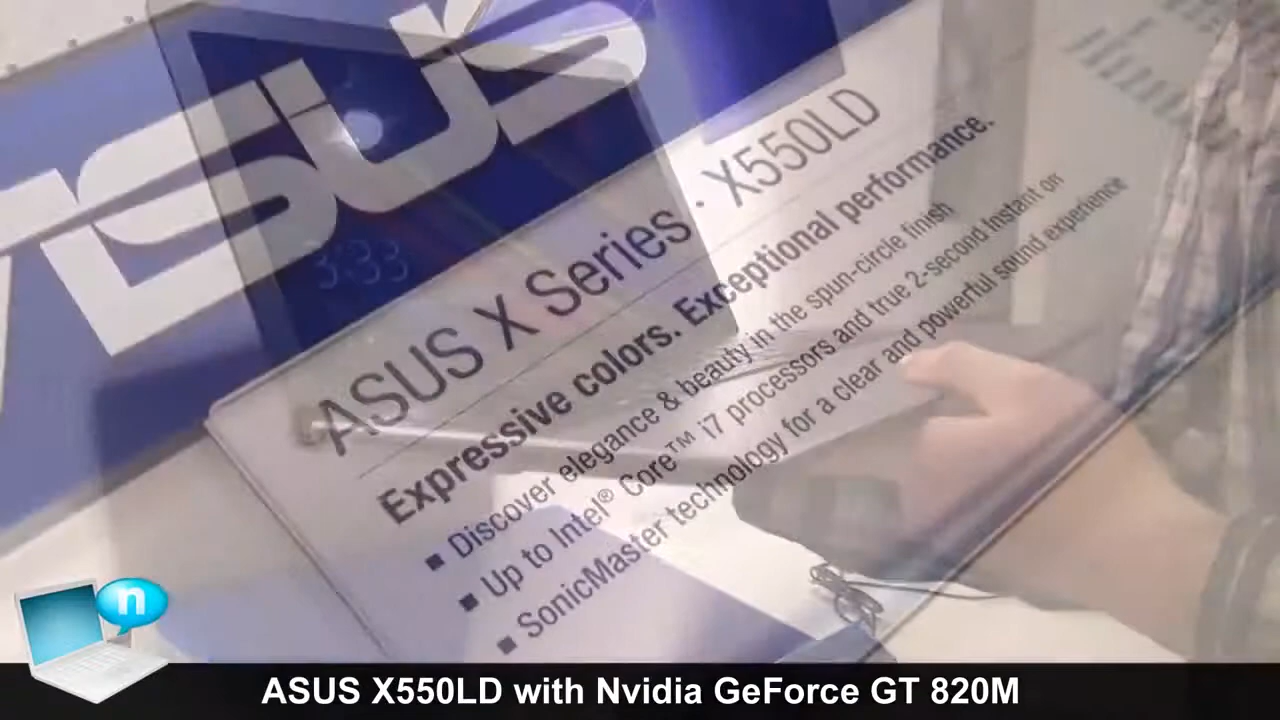 ASUS
3:33
ASUS X Series · X550LD
Expressive colors. Exceptional performance.
▪ Discover elegance & beauty in the spun-circle finish
▪ Up to Intel® Core™ i7 processors and true 2-second Instant on
▪ SonicMaster technology for a clear and powerful sound experience
n
ASUS X550LD with Nvidia GeForce GT 820M